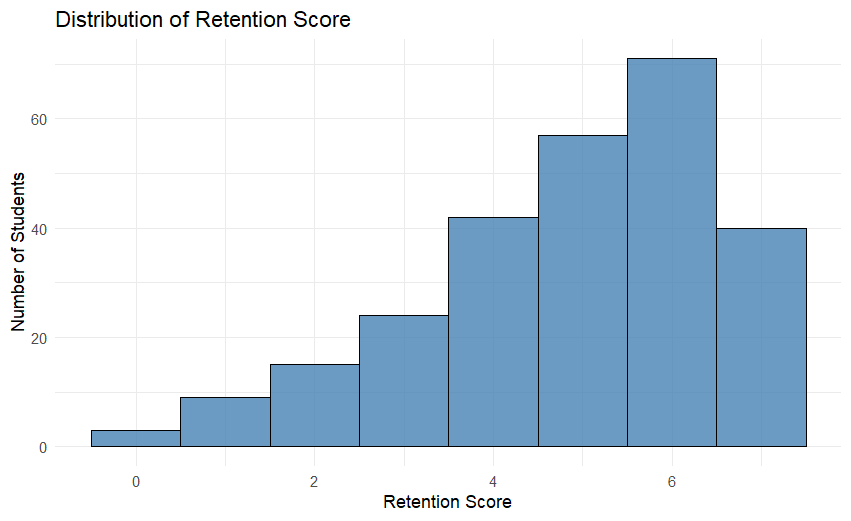 Distribution of Retention Score
Number of Students
60
40
20
0
0 2 4 6
Retention Score